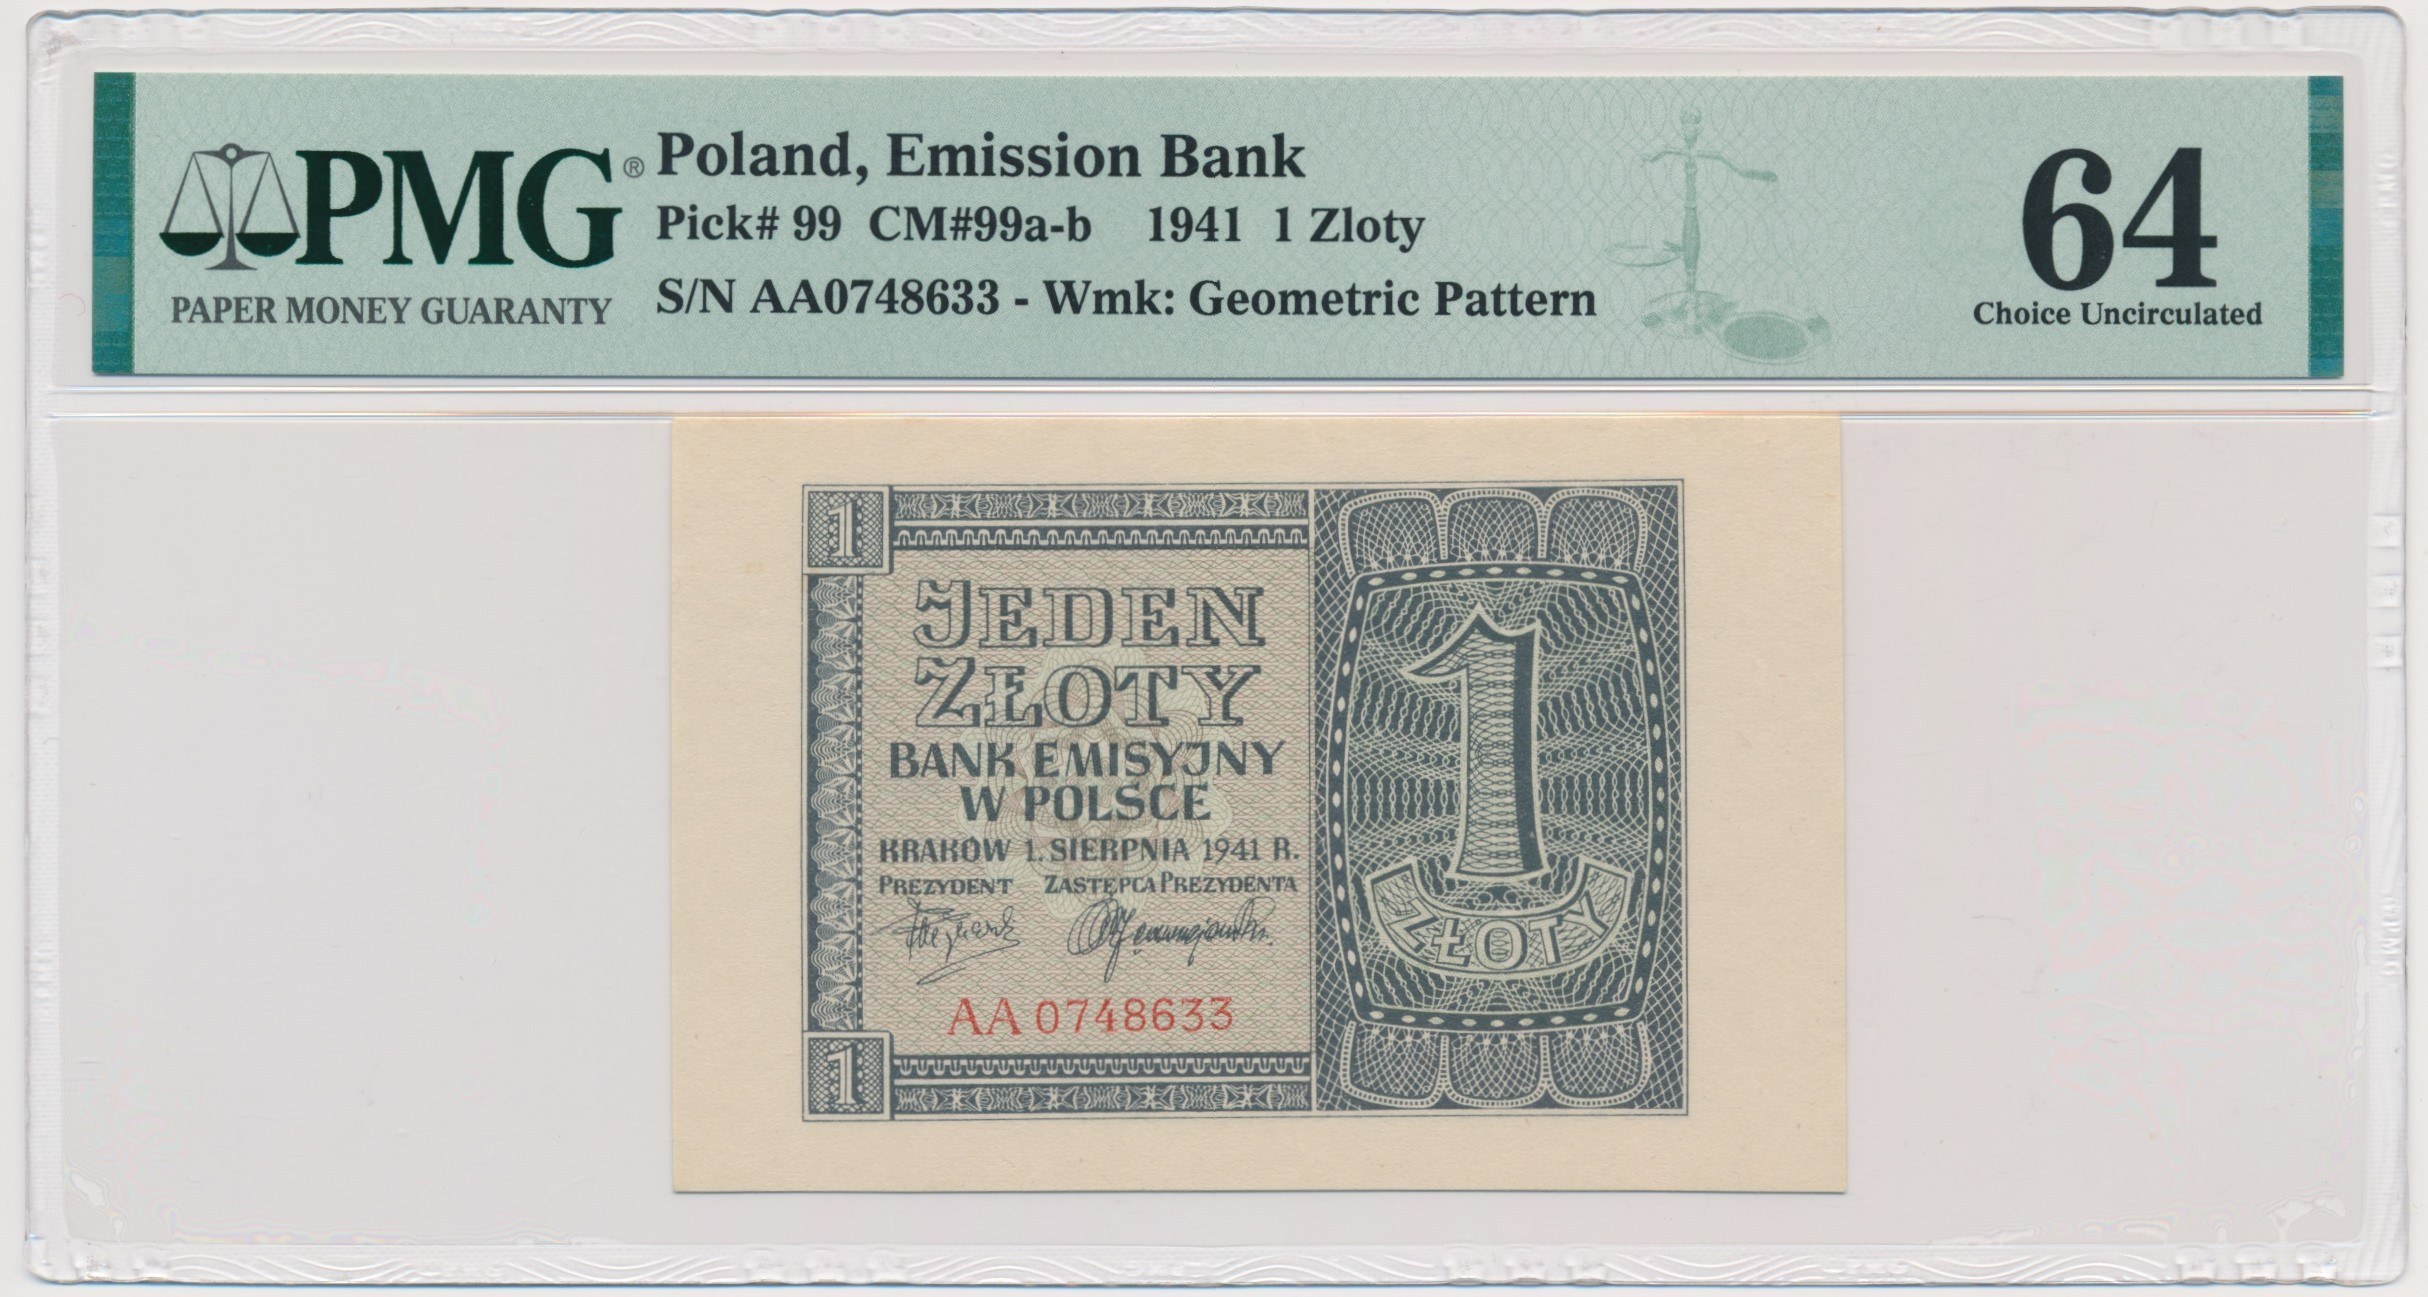 PMG®
PAPER MONEY GUARANTY
Poland, Emission Bank
Pick# 99 CM#99a-b 1941 1 Zloty
S/N AA0748633 - Wmk: Geometric Pattern
64
Choice Uncirculated
1
JEDEN
ZŁOTY
BANK EMISYJNY
W POLSCE
KRAKÓW 1. SIERPNIA 1941 R.
PREZYDENT ZASTĘPCA PREZYDENTA
AA 0748633
1
1
ZŁOTY